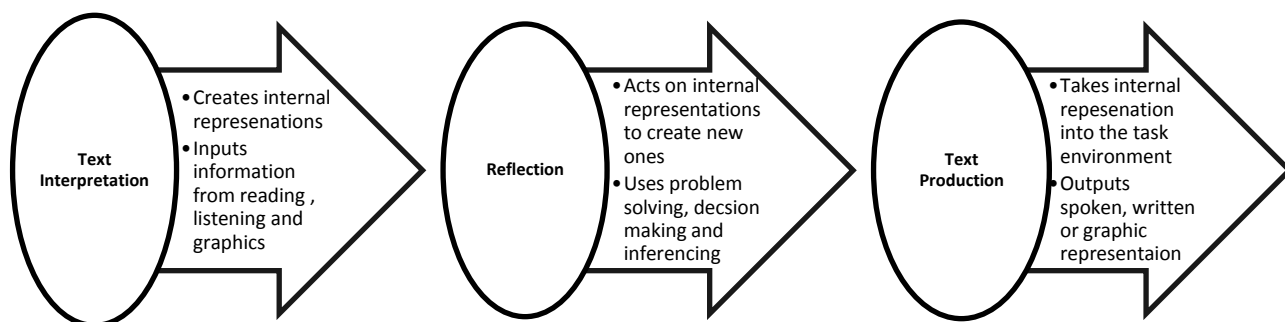 Text
Interpretation
•Creates internal
represenations
•Inputs
information
from reading ,
listening and
graphics
Reflection
•Acts on internal
representations
to create new
ones
•Uses problem
solving, decsion
making and
inferencing
Text
Production
•Takes internal
repesenation
into the task
environment
•Outputs
spoken, written
or graphic
representaion